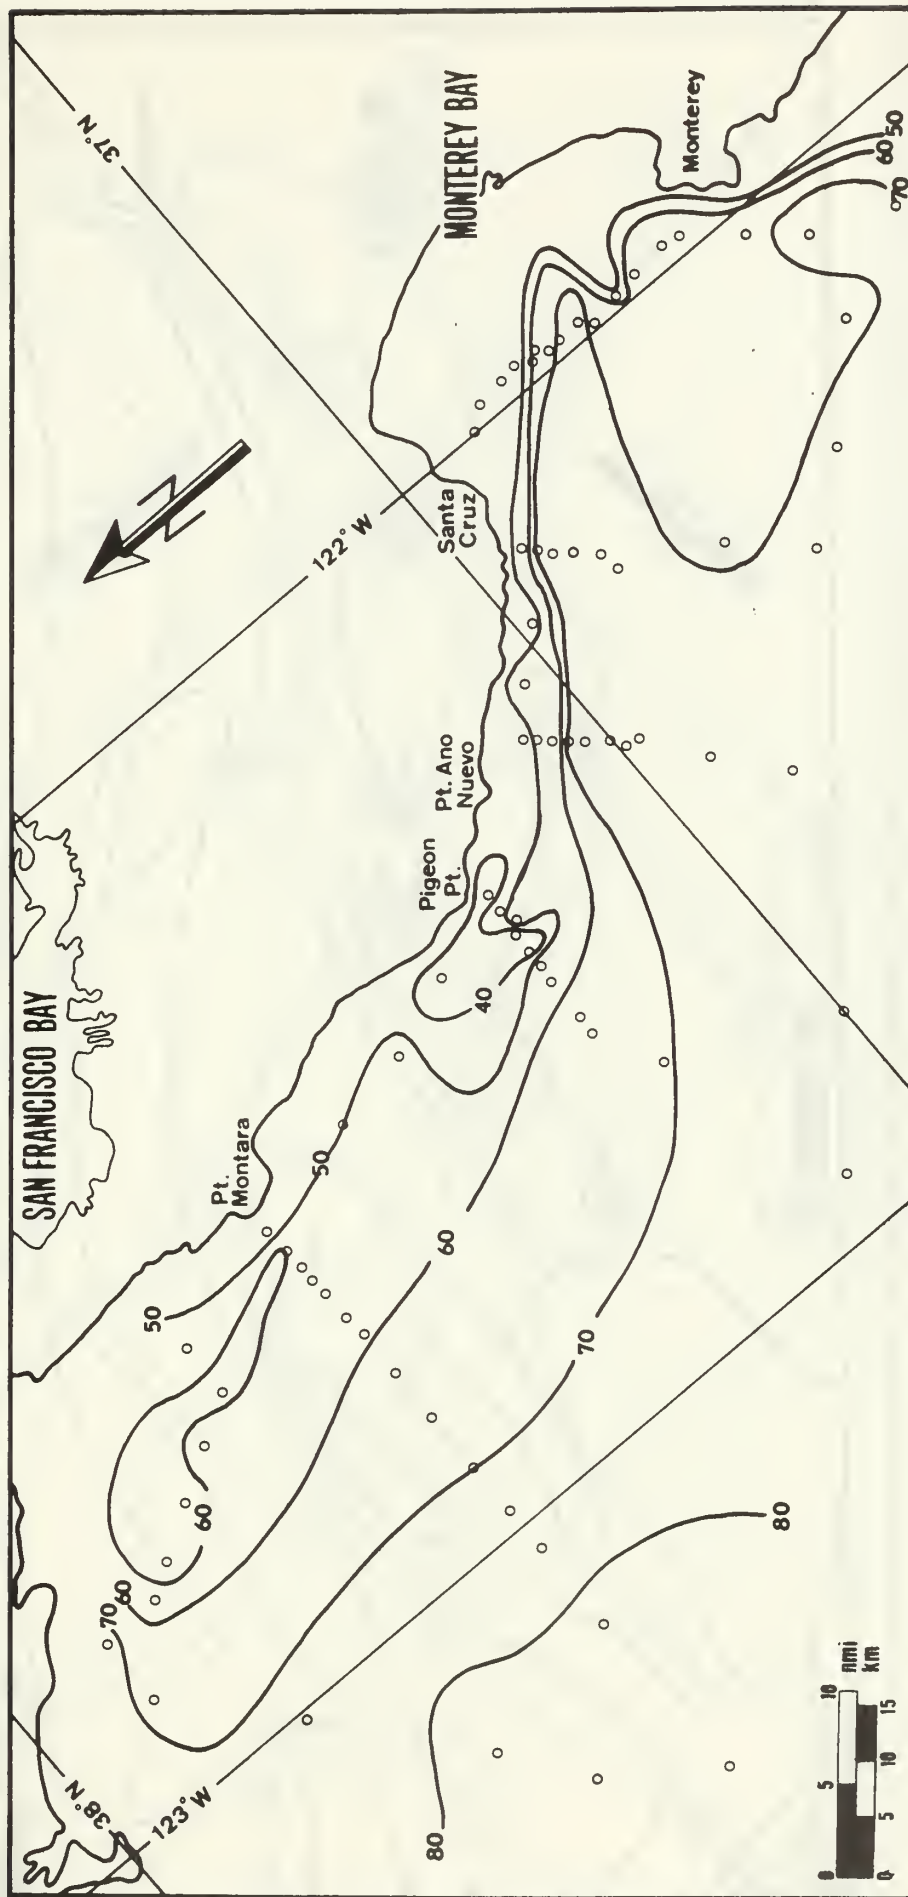 SAN FRANCISCO BAY
MONTEREY BAY
Monterey
Santa
Cruz
Pt. Ano
Nuevo
Pigeon
Pt.
Pt.
Montara
N
37°N
122°W
38°N
123°W
50
60
70
40
50
50
60
70
60
60
70
80
80
0 5 10 nmi
0 5 10 15 km